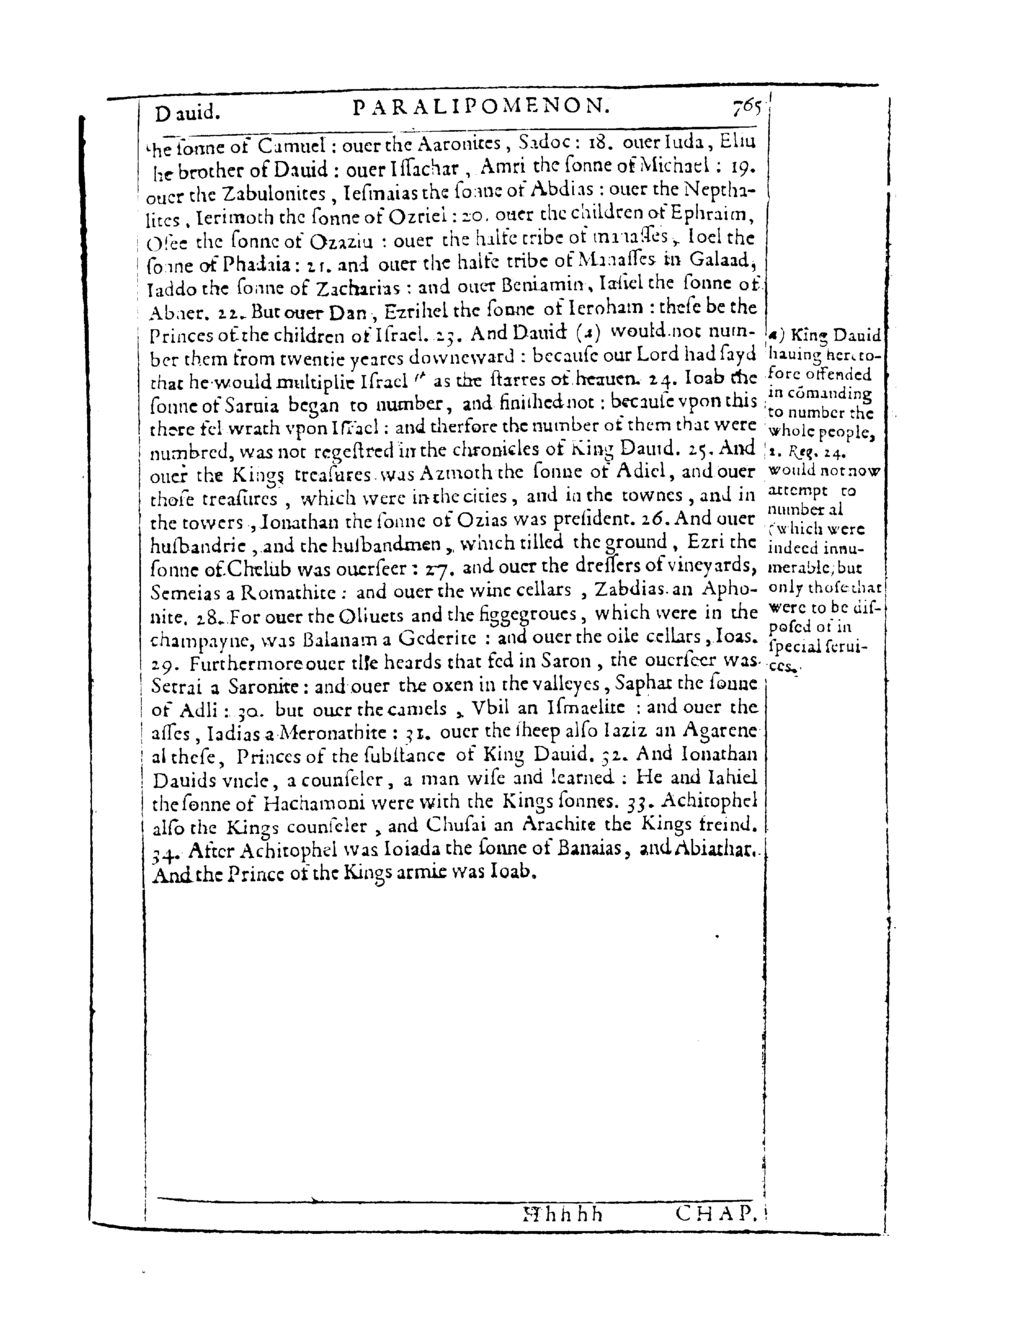 Dauid. PARALIPOMENON. 765
the ſonne of Camuel : ouer the Aaronites, Sadoc: 18. ouer Iuda, Eliu
he brother of Dauid : ouer Iſſachar, Amri the ſonne of Michael : 19.
ouer the Zabulonites, Ieſmaias the ſonne of Abdias : ouer the Neptha-
lites, Ierimoth the ſonne of Ozriel : 20. ouer the children of Ephraim,
Oſee the ſonne of Ozaziu : ouer the halfe tribe of manaſſes, Ioel the
ſonne of Phadaia: 21. and ouer the halfe tribe of Manaſſes in Galaad,
Iaddo the ſonne of Zacharias : and ouer Beniamin, Iaſiel the ſonne of
Abner. 22. But ouer Dan, Ezrihel the ſonne of Ieroham : theſe be the
Princes of the children of Iſrael. 23. And Dauid (a) would not num-
ber them from twentie yeares downeward : becauſe our Lord had ſayd
that he would multiplie Iſrael " as the ſtarres of heauen. 24. Ioab the
ſonne of Saruia began to number, and finiſhed not : becauſe vpon this
there fel wrath vpon Iſrael : and therfore the number of them that were
numbred, was not regeſtred in the chronicles of King Dauid. 25. And
ouer the Kings treaſures was Azmoth the ſonne of Adiel, and ouer
thoſe treaſures, which were in the cities, and in the townes, and in
the towers, Ionathan the ſonne of Ozias was preſident. 26. And ouer
huſbandrie, and the huſbandmen, which tilled the ground, Ezri the
ſonne of Chelub was ouerſeer : 27. and ouer the dreſſers of vineyards,
Semeias a Romathite : and ouer the wine cellars, Zabdias an Apho-
nite. 28. For ouer the Oliuets and the figgegroues, which were in the
champayne, was Balanam a Gederite : and ouer the oile cellars, Ioas.
29. Furthermore ouer the heards that fed in Saron, the ouerſeer was
Setrai a Saronite : and ouer the oxen in the valleyes, Saphat the ſonne
of Adli : 30. but ouer the camels, Vbil an Iſmaelite : and ouer the
aſſes, Iadias a Meronathite : 31. ouer the ſheep alſo Iaziz an Agarene
al theſe, Princes of the ſubſtance of King Dauid. 32. And Ionathan
Dauids vncle, a counſeler, a man wiſe and learned : He and Iahiel
the ſonne of Hachamoni were with the Kings ſonnes. 33. Achitophel
alſo the Kings counſeler, and Chuſai an Arachite the Kings freind.
34. After Achitophel was Ioiada the ſonne of Banaias, and Abiathar.
And the Prince of the Kings armie was Ioab.
a) King Dauid
hauing hereto-
fore offended
in cōmanding
to number the
whole people,
2. Reg. 24.
would not now
attempt to
number al
(which were
indeed innu-
merable, but
only thoſe that
were to be diſ-
poſed of in
ſpecial ſerui-
ces.
Hhhhh CHAP.